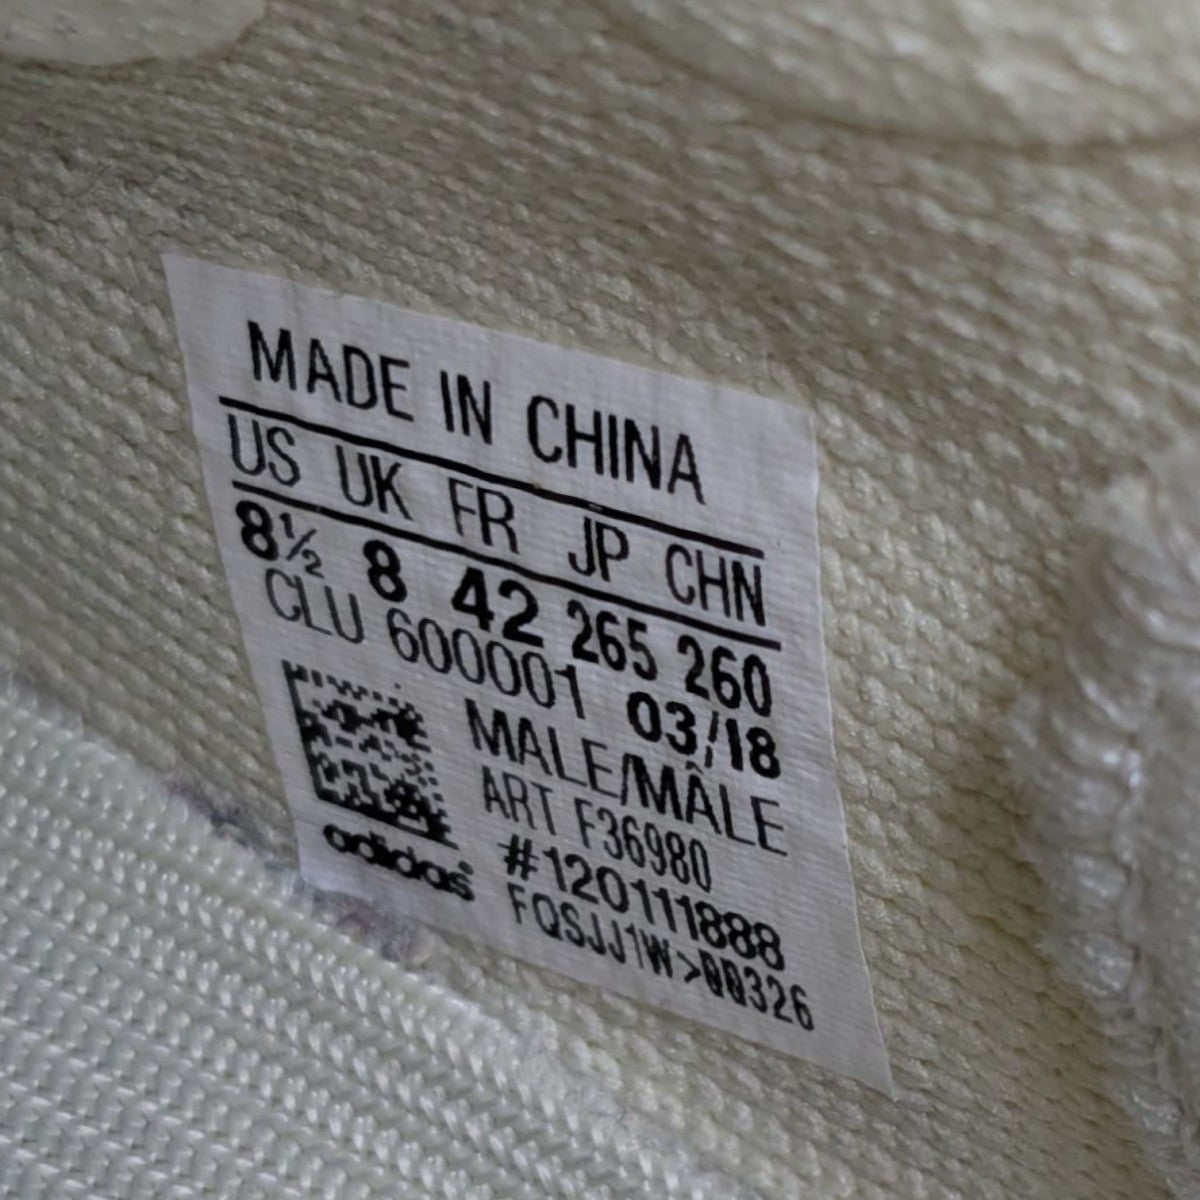 MADE IN CHINA
US UK FR JP CHN
8½ 8 42 265 260
CLU 600001 03/18
MALE/MÂLE
ART F36980
#120111888
FQSJJ1W>00326
adidas